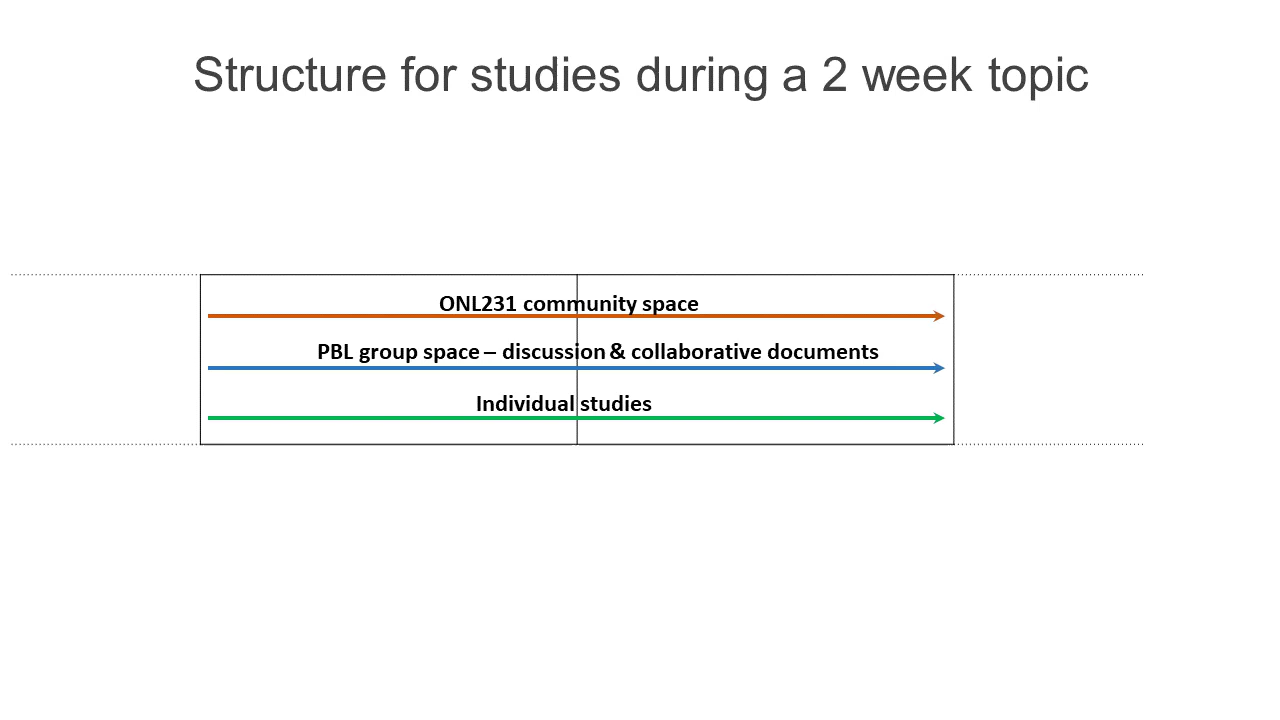 Structure for studies during a 2 week topic
ONL231 community space
PBL group space – discussion & collaborative documents
Individual studies